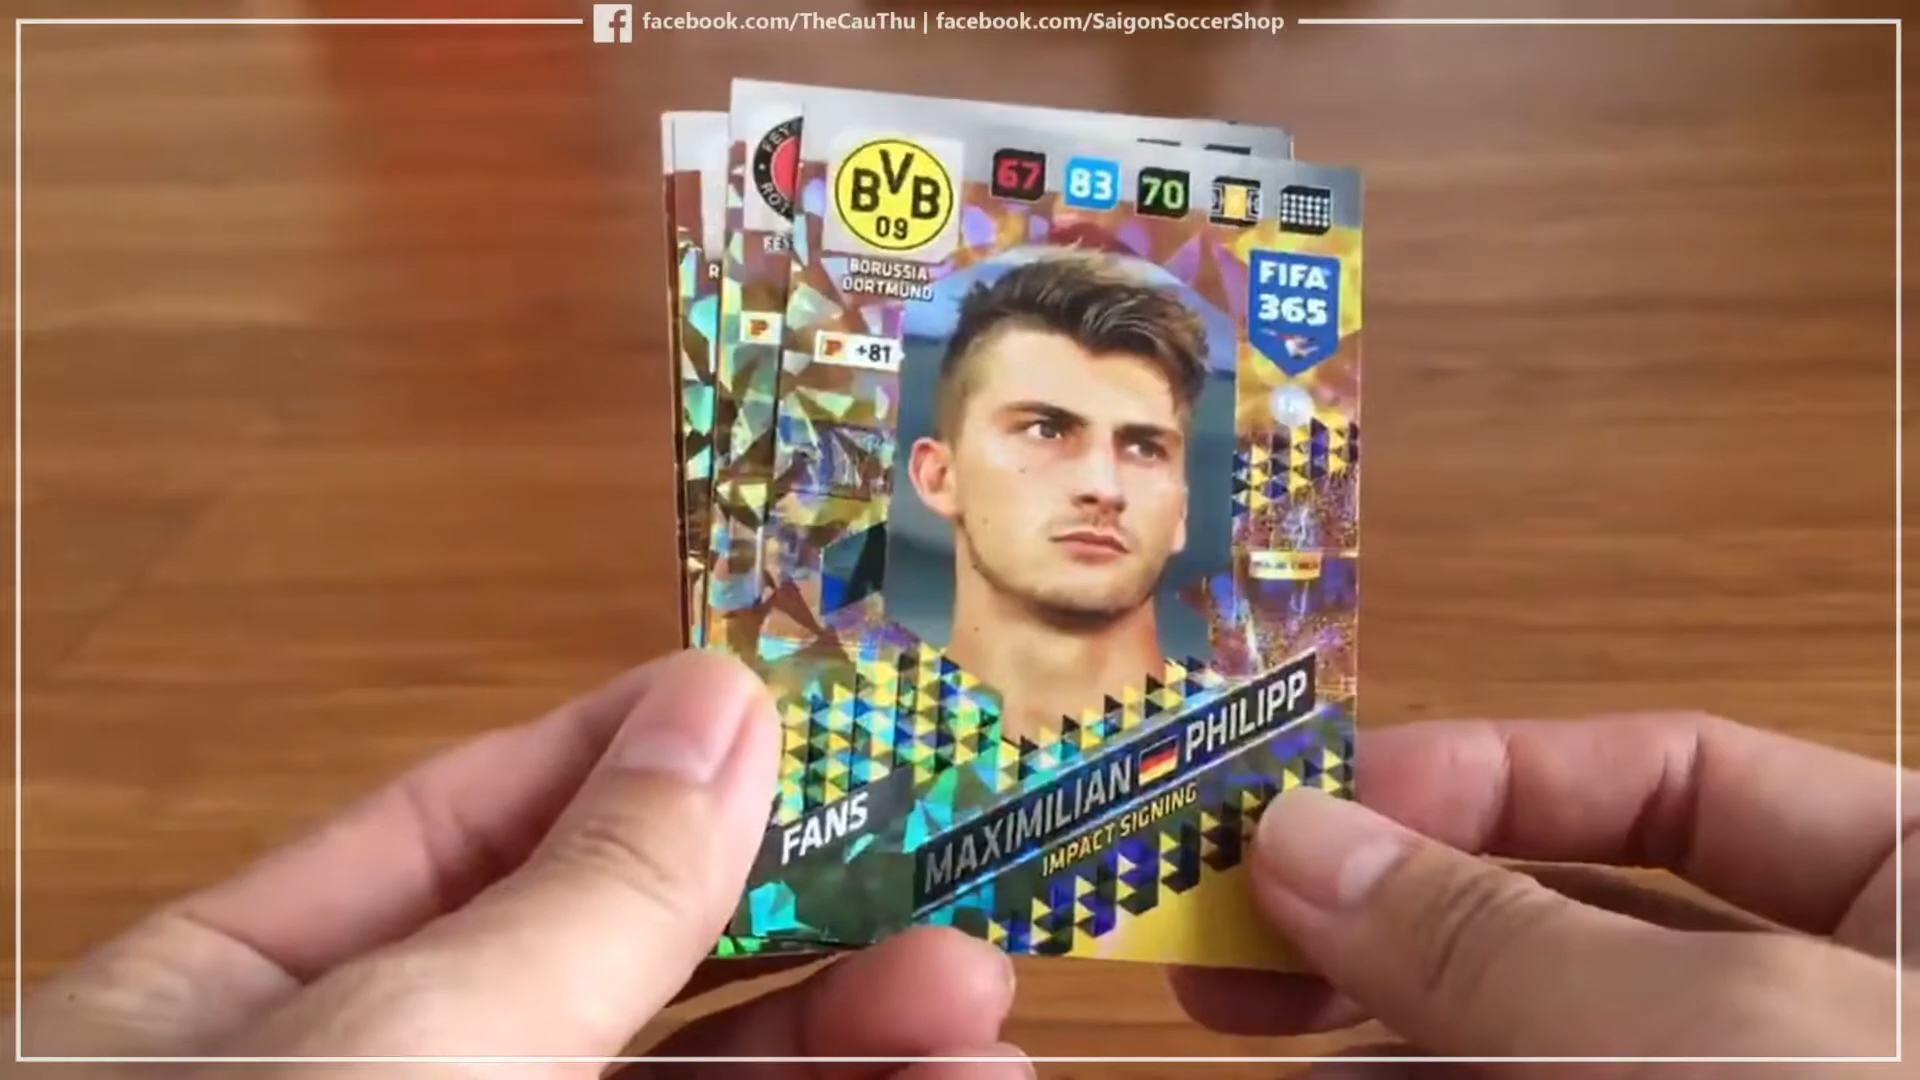 facebook.com/TheCauThu | facebook.com/SaigonSoccerShop
BVB
09
67
83
70
BORUSSIA
DORTMUND
FIFA
365
+81
MAXIMILIAN PHILIPP
IMPACT SIGNING
FANS